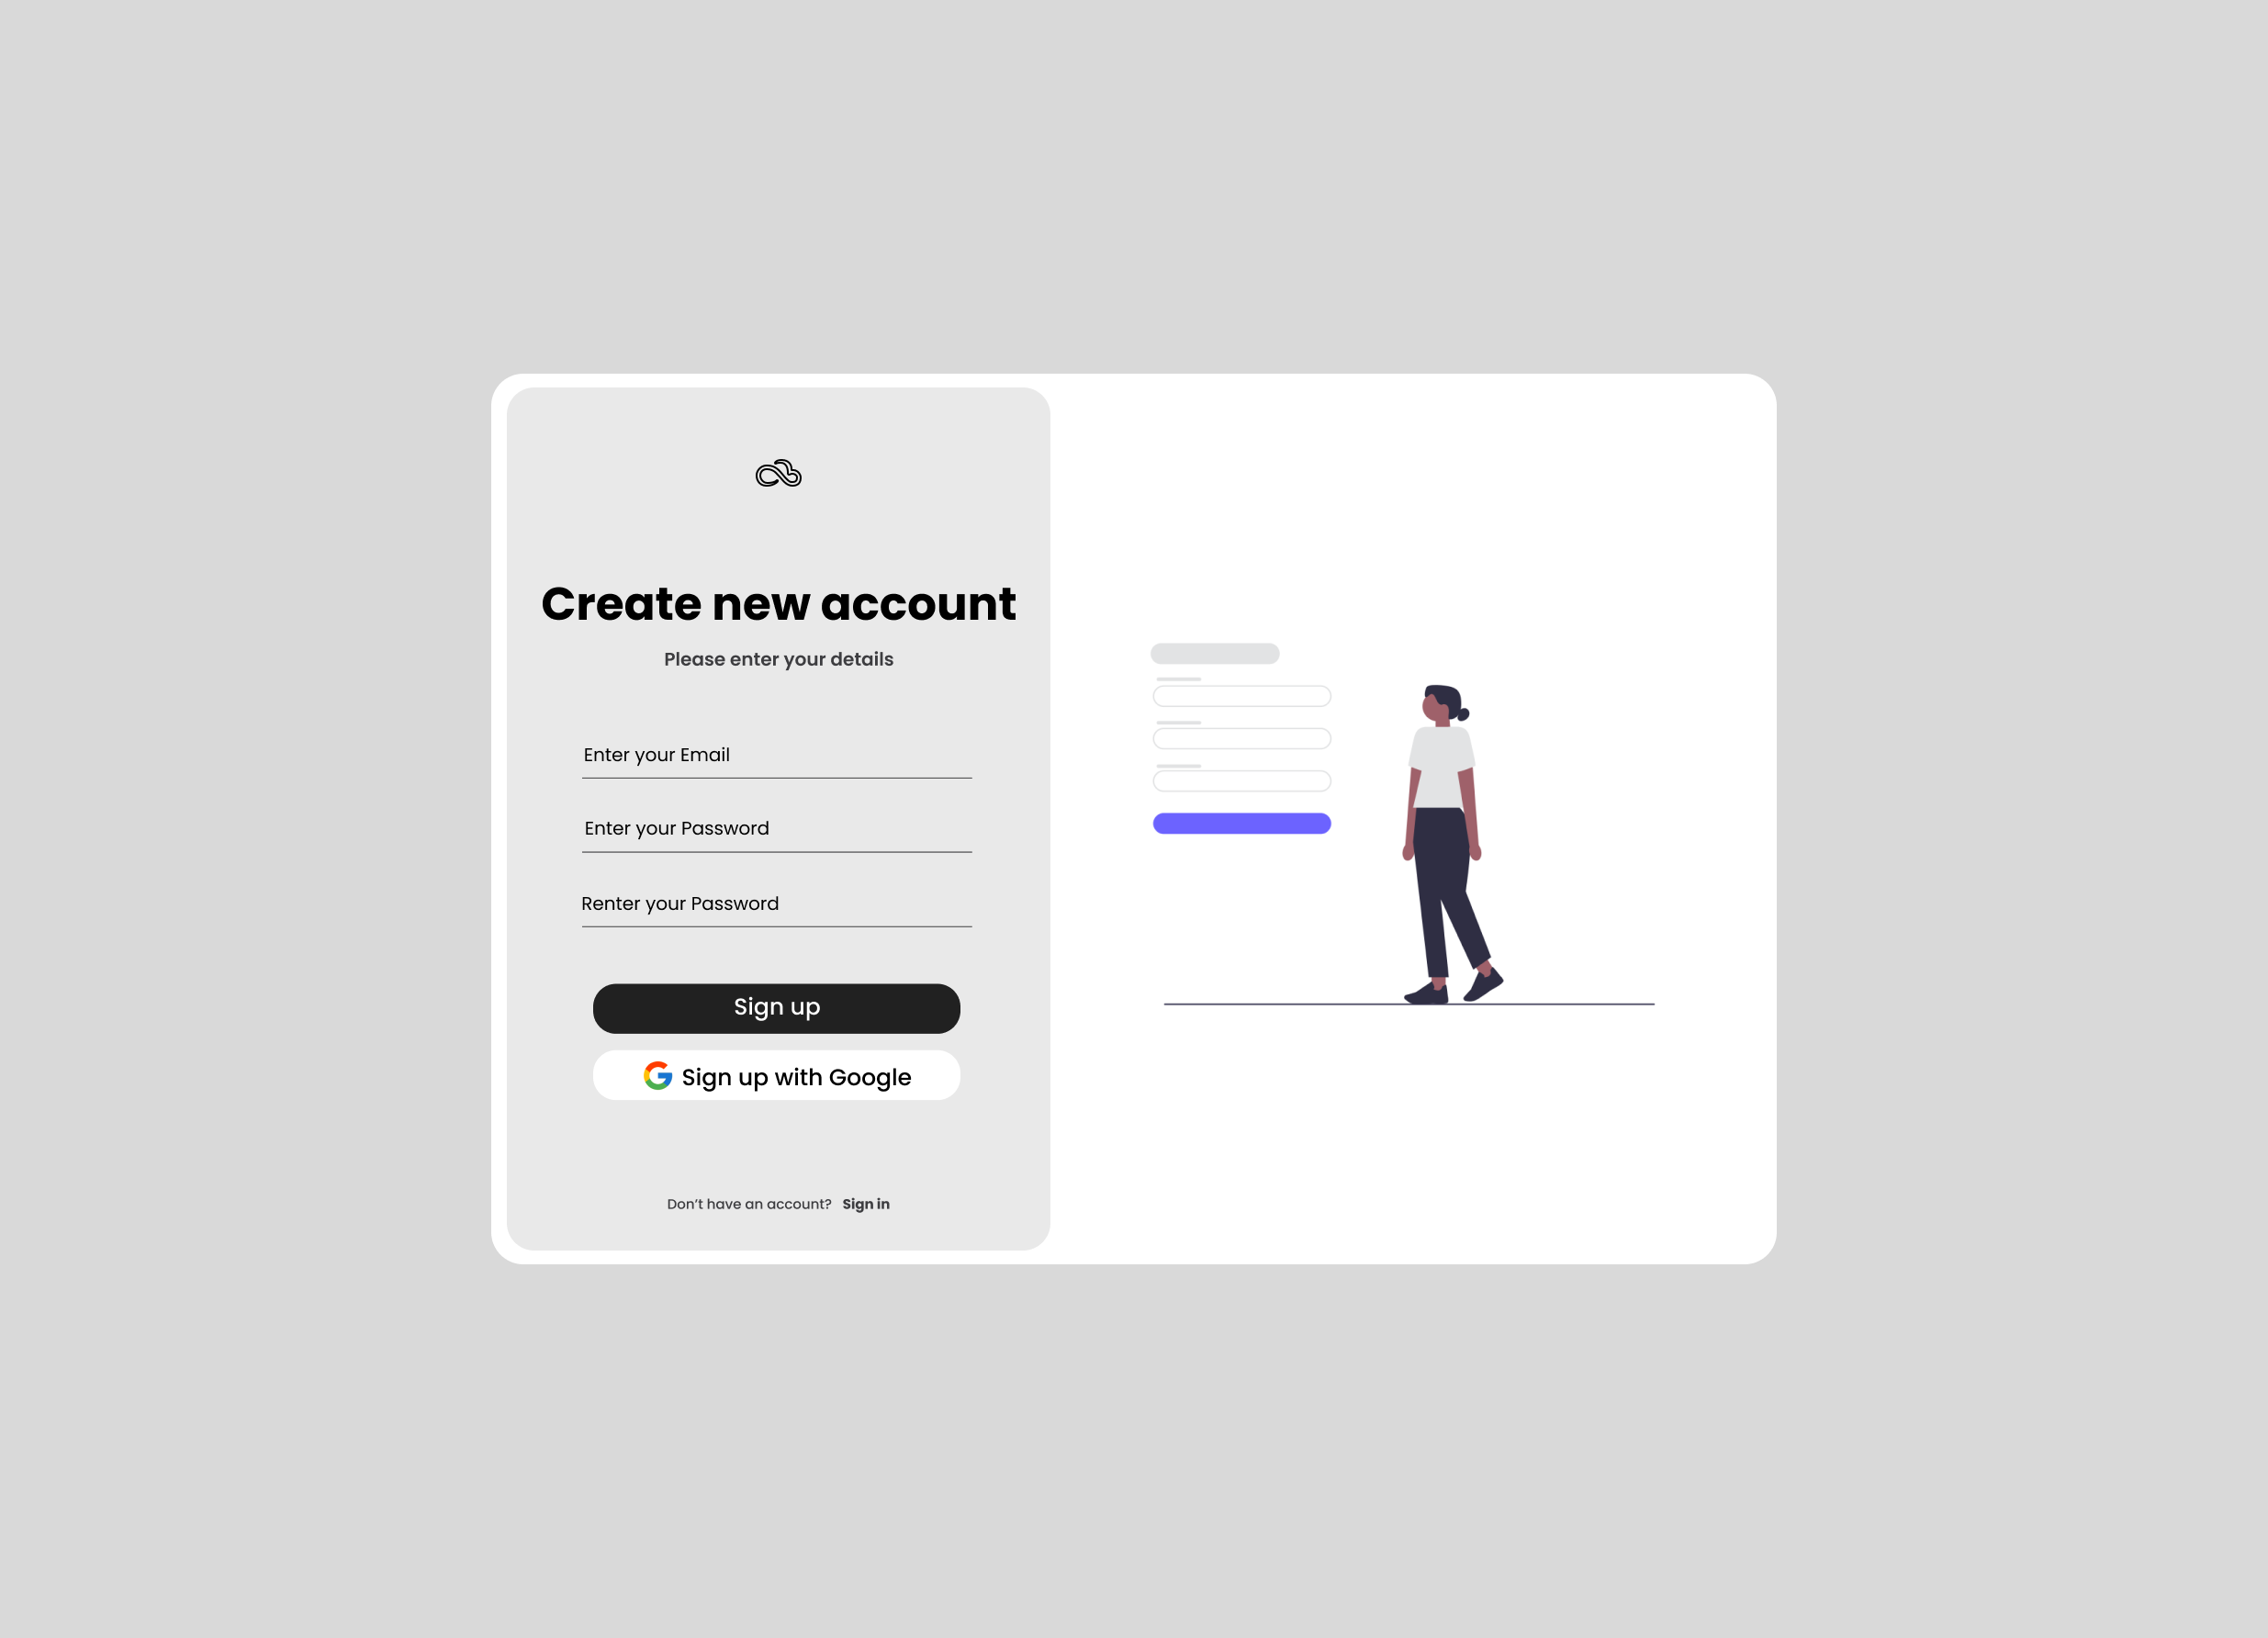 Create new account
Please enter your details
Enter your Email
Enter your Password
Renter your Password
Sign up
Sign up with Google
Don’t have an account? Sign in